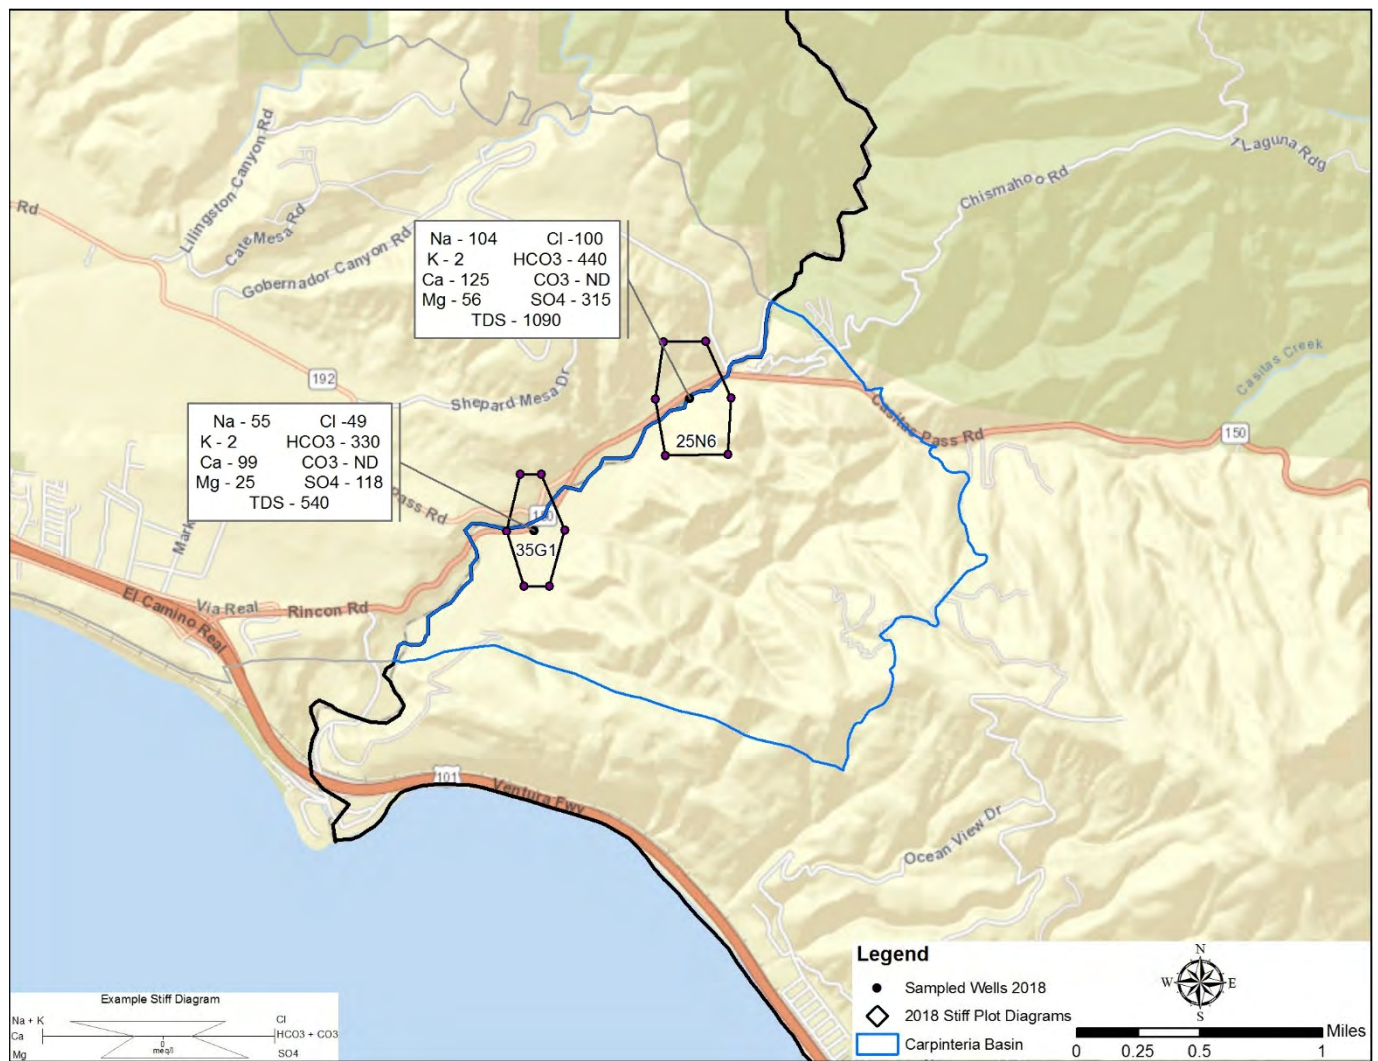 Lilingston Canyon Rd
Cate Mesa Rd
Gobernador Canyon Rd
Rd
Chismahoo Rd
Laguna Rdg
Na - 104 Cl -100
K - 2 HCO3 - 440
Ca - 125 CO3 - ND
Mg - 56 SO4 - 315
TDS - 1090
192
Shepard Mesa Dr
Casitas Creek
Casitas Pass Rd
150
25N6
Na - 55 Cl -49
K - 2 HCO3 - 330
Ca - 99 CO3 - ND
Mg - 25 SO4 - 118
TDS - 540
pass Rd
Mark
150
35G1
El Camino Real
Via Real
Rincon Rd
101
Ventura Fwy
Ocean View Dr
Legend
Sampled Wells 2018
2018 Stiff Plot Diagrams
Carpinteria Basin
N
W E
S
Miles
0 0.25 0.5 1
Example Stiff Diagram
Na + K Cl
Ca HCO3 + CO3
0
meq/l
Mg SO4